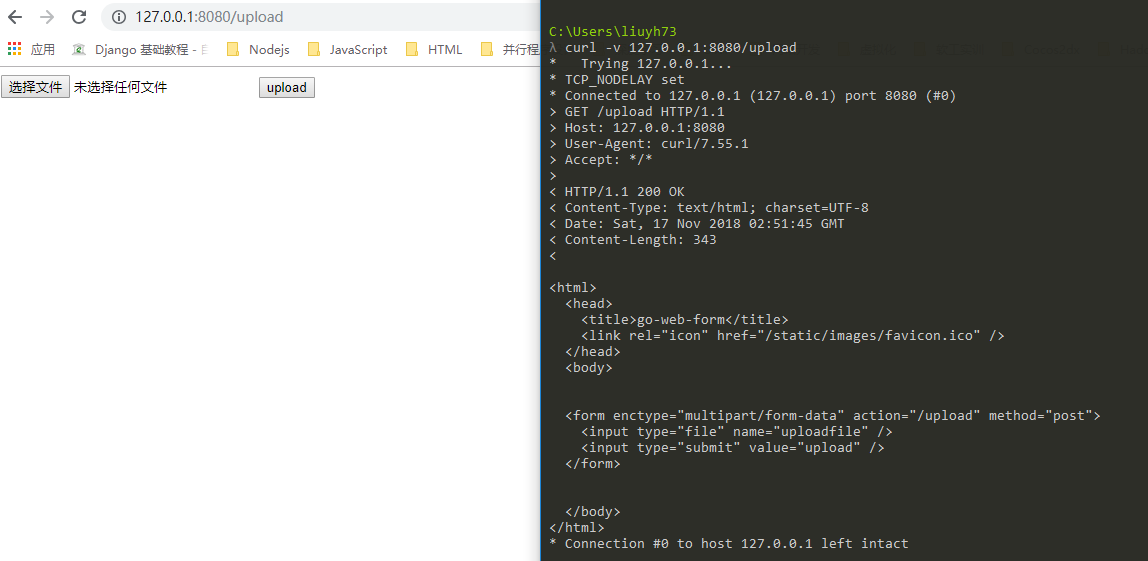 127.0.0.1:8080/upload
应用 Django 基础教程 - Nodejs JavaScript HTML 并行程
选择文件 未选择任何文件 upload
C:\Users\liuyh73
λ curl -v 127.0.0.1:8080/upload
*   Trying 127.0.0.1...
* TCP_NODELAY set
* Connected to 127.0.0.1 (127.0.0.1) port 8080 (#0)
> GET /upload HTTP/1.1
> Host: 127.0.0.1:8080
> User-Agent: curl/7.55.1
> Accept: */*
>
< HTTP/1.1 200 OK
< Content-Type: text/html; charset=UTF-8
< Date: Sat, 17 Nov 2018 02:51:45 GMT
< Content-Length: 343
<
<html>
  <head>
    <title>go-web-form</title>
    <link rel="icon" href="/static/images/favicon.ico" />
  </head>
  <body>
  <form enctype="multipart/form-data" action="/upload" method="post">
    <input type="file" name="uploadfile" />
    <input type="submit" value="upload" />
  </form>
  </body>
</html>
* Connection #0 to host 127.0.0.1 left intact